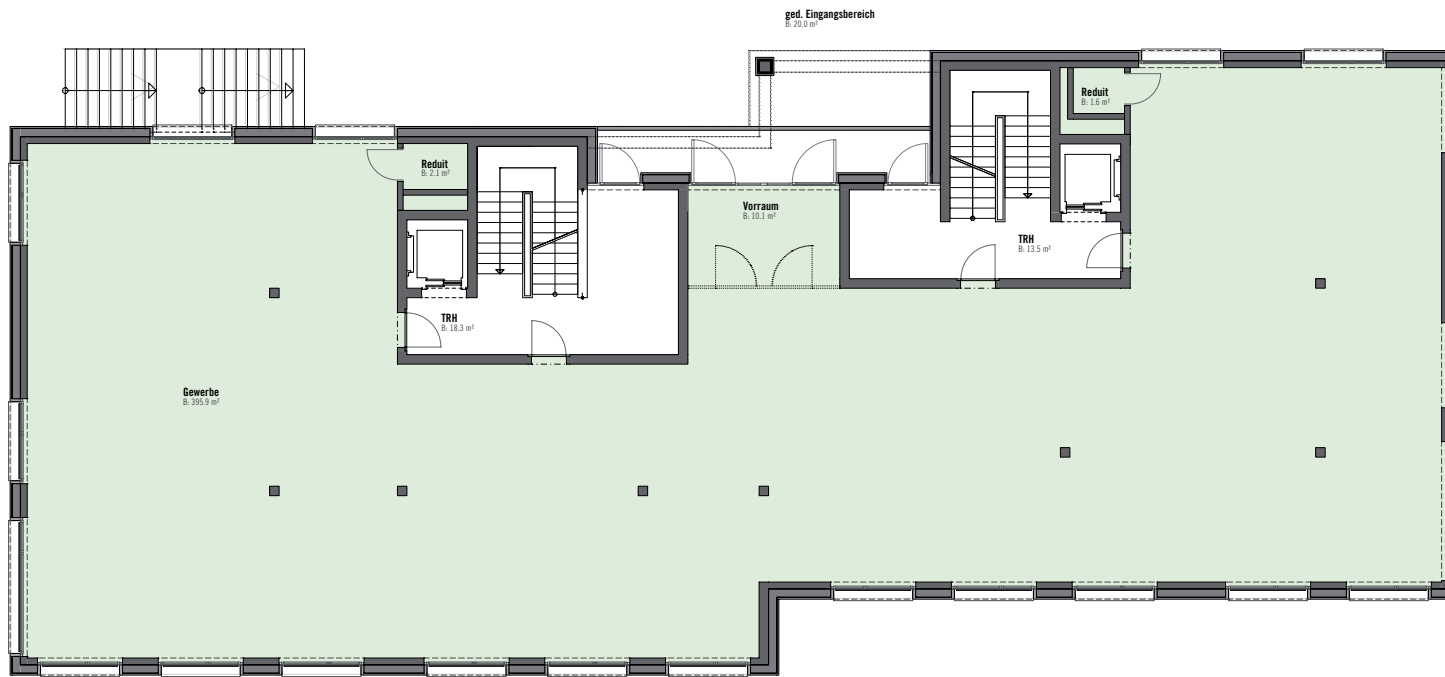 ged. Eingangsbereich
B: 20.0 m²
Reduit
B: 1.6 m²
Reduit
B: 2.1 m²
Vorraum
B: 10.1 m²
TRH
B: 13.5 m²
TRH
B: 18.3 m²
Gewerbe
B: 395.9 m²